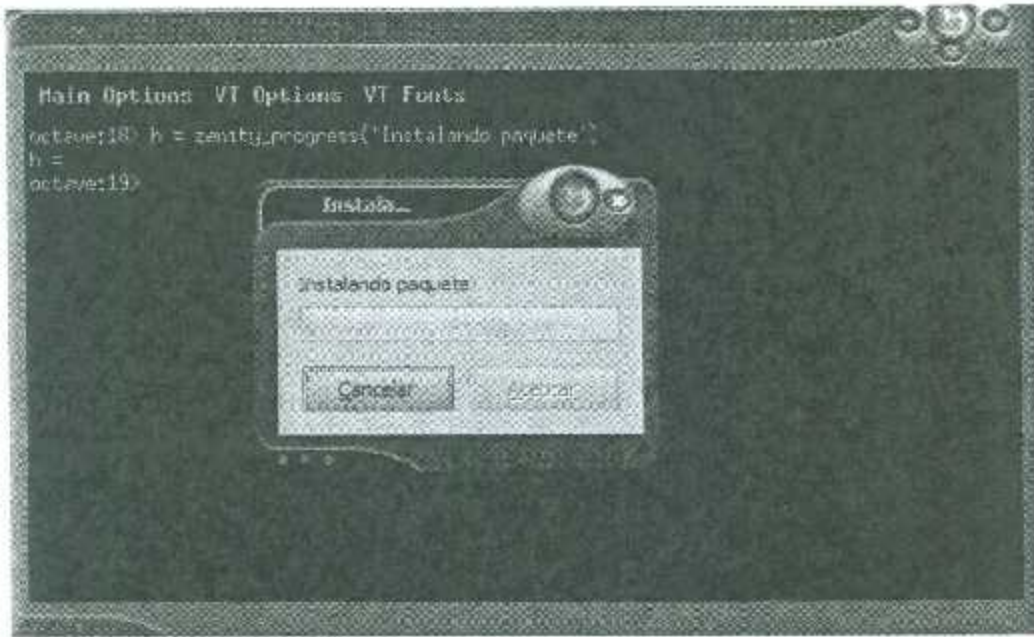 Main Options VT Options VT Fonts
octave:18> h = zenity_progress('Instalando paquete')
h =
octave:19>
Instala...
Instalando paquete
Cancelar
Aceptar